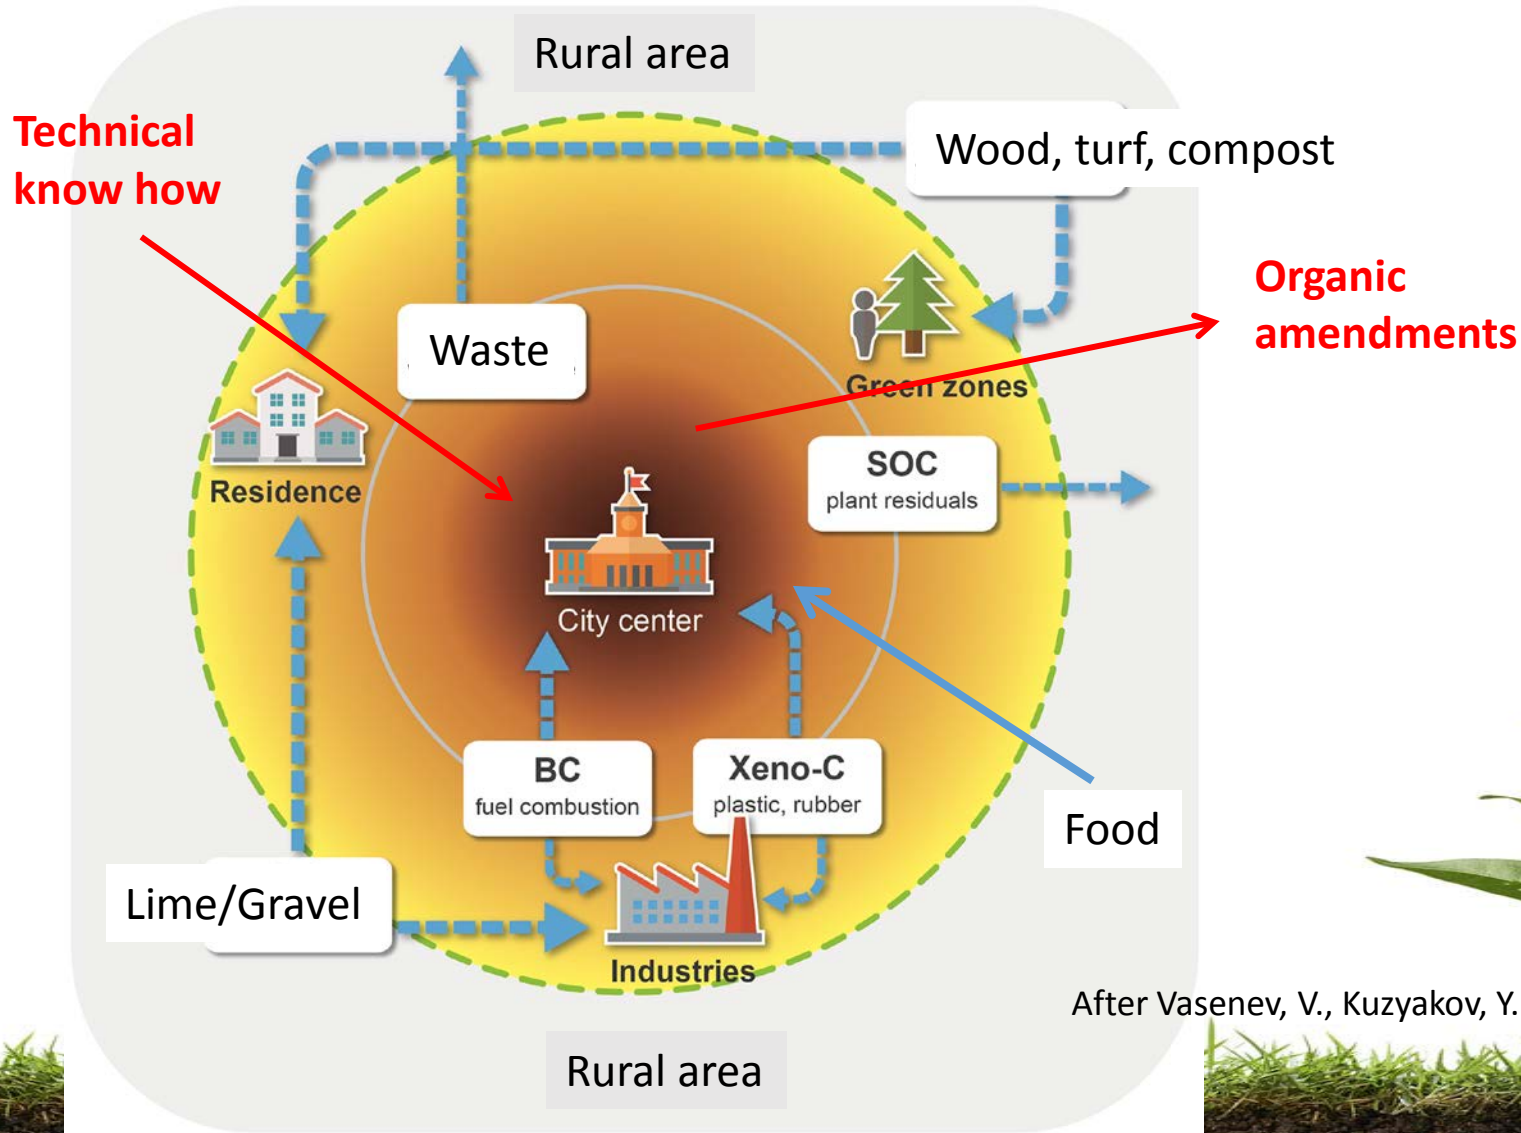 Rural area
Technical
know how
Wood, turf, compost
Organic
amendments
Waste
Green zones
SOC
plant residuals
Residence
City center
BC
fuel combustion
Xeno-C
plastic, rubber
Food
Lime/Gravel
Industries
After Vasenev, V., Kuzyakov, Y.
Rural area